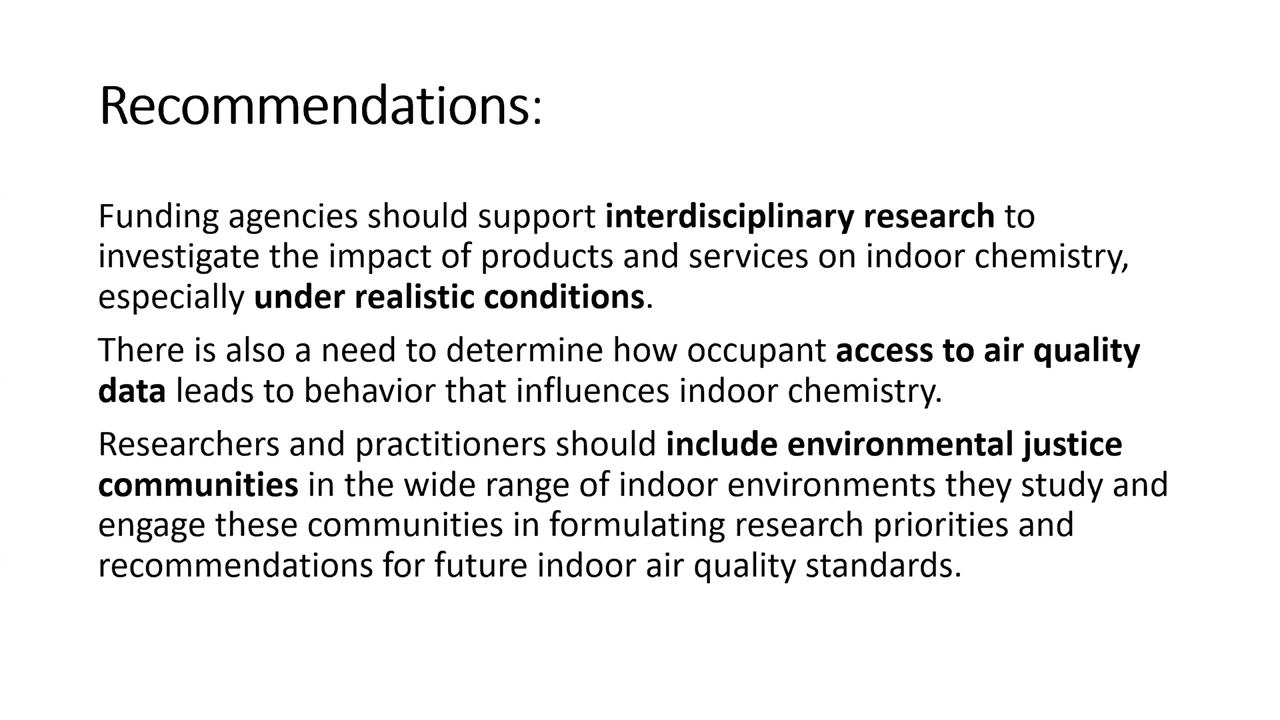 Recommendations:
Funding agencies should support interdisciplinary research to
investigate the impact of products and services on indoor chemistry,
especially under realistic conditions.
There is also a need to determine how occupant access to air quality
data leads to behavior that influences indoor chemistry.
Researchers and practitioners should include environmental justice
communities in the wide range of indoor environments they study and
engage these communities in formulating research priorities and
recommendations for future indoor air quality standards.